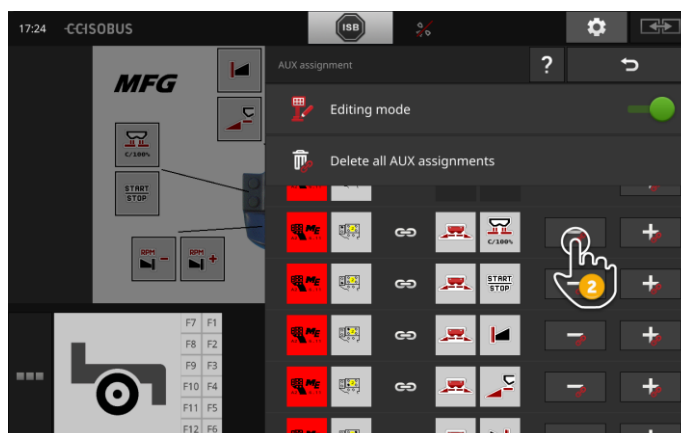 17:24
CCISOBUS
ISB
MFG
C/100%
START
STOP
RPM
-
RPM
+
AUX assignment
?
Editing mode
Delete all AUX assignments
C/100%
2
START
STOP
F7 F1
F8 F2
F9 F3
F10 F4
F11 F5
F12 F6